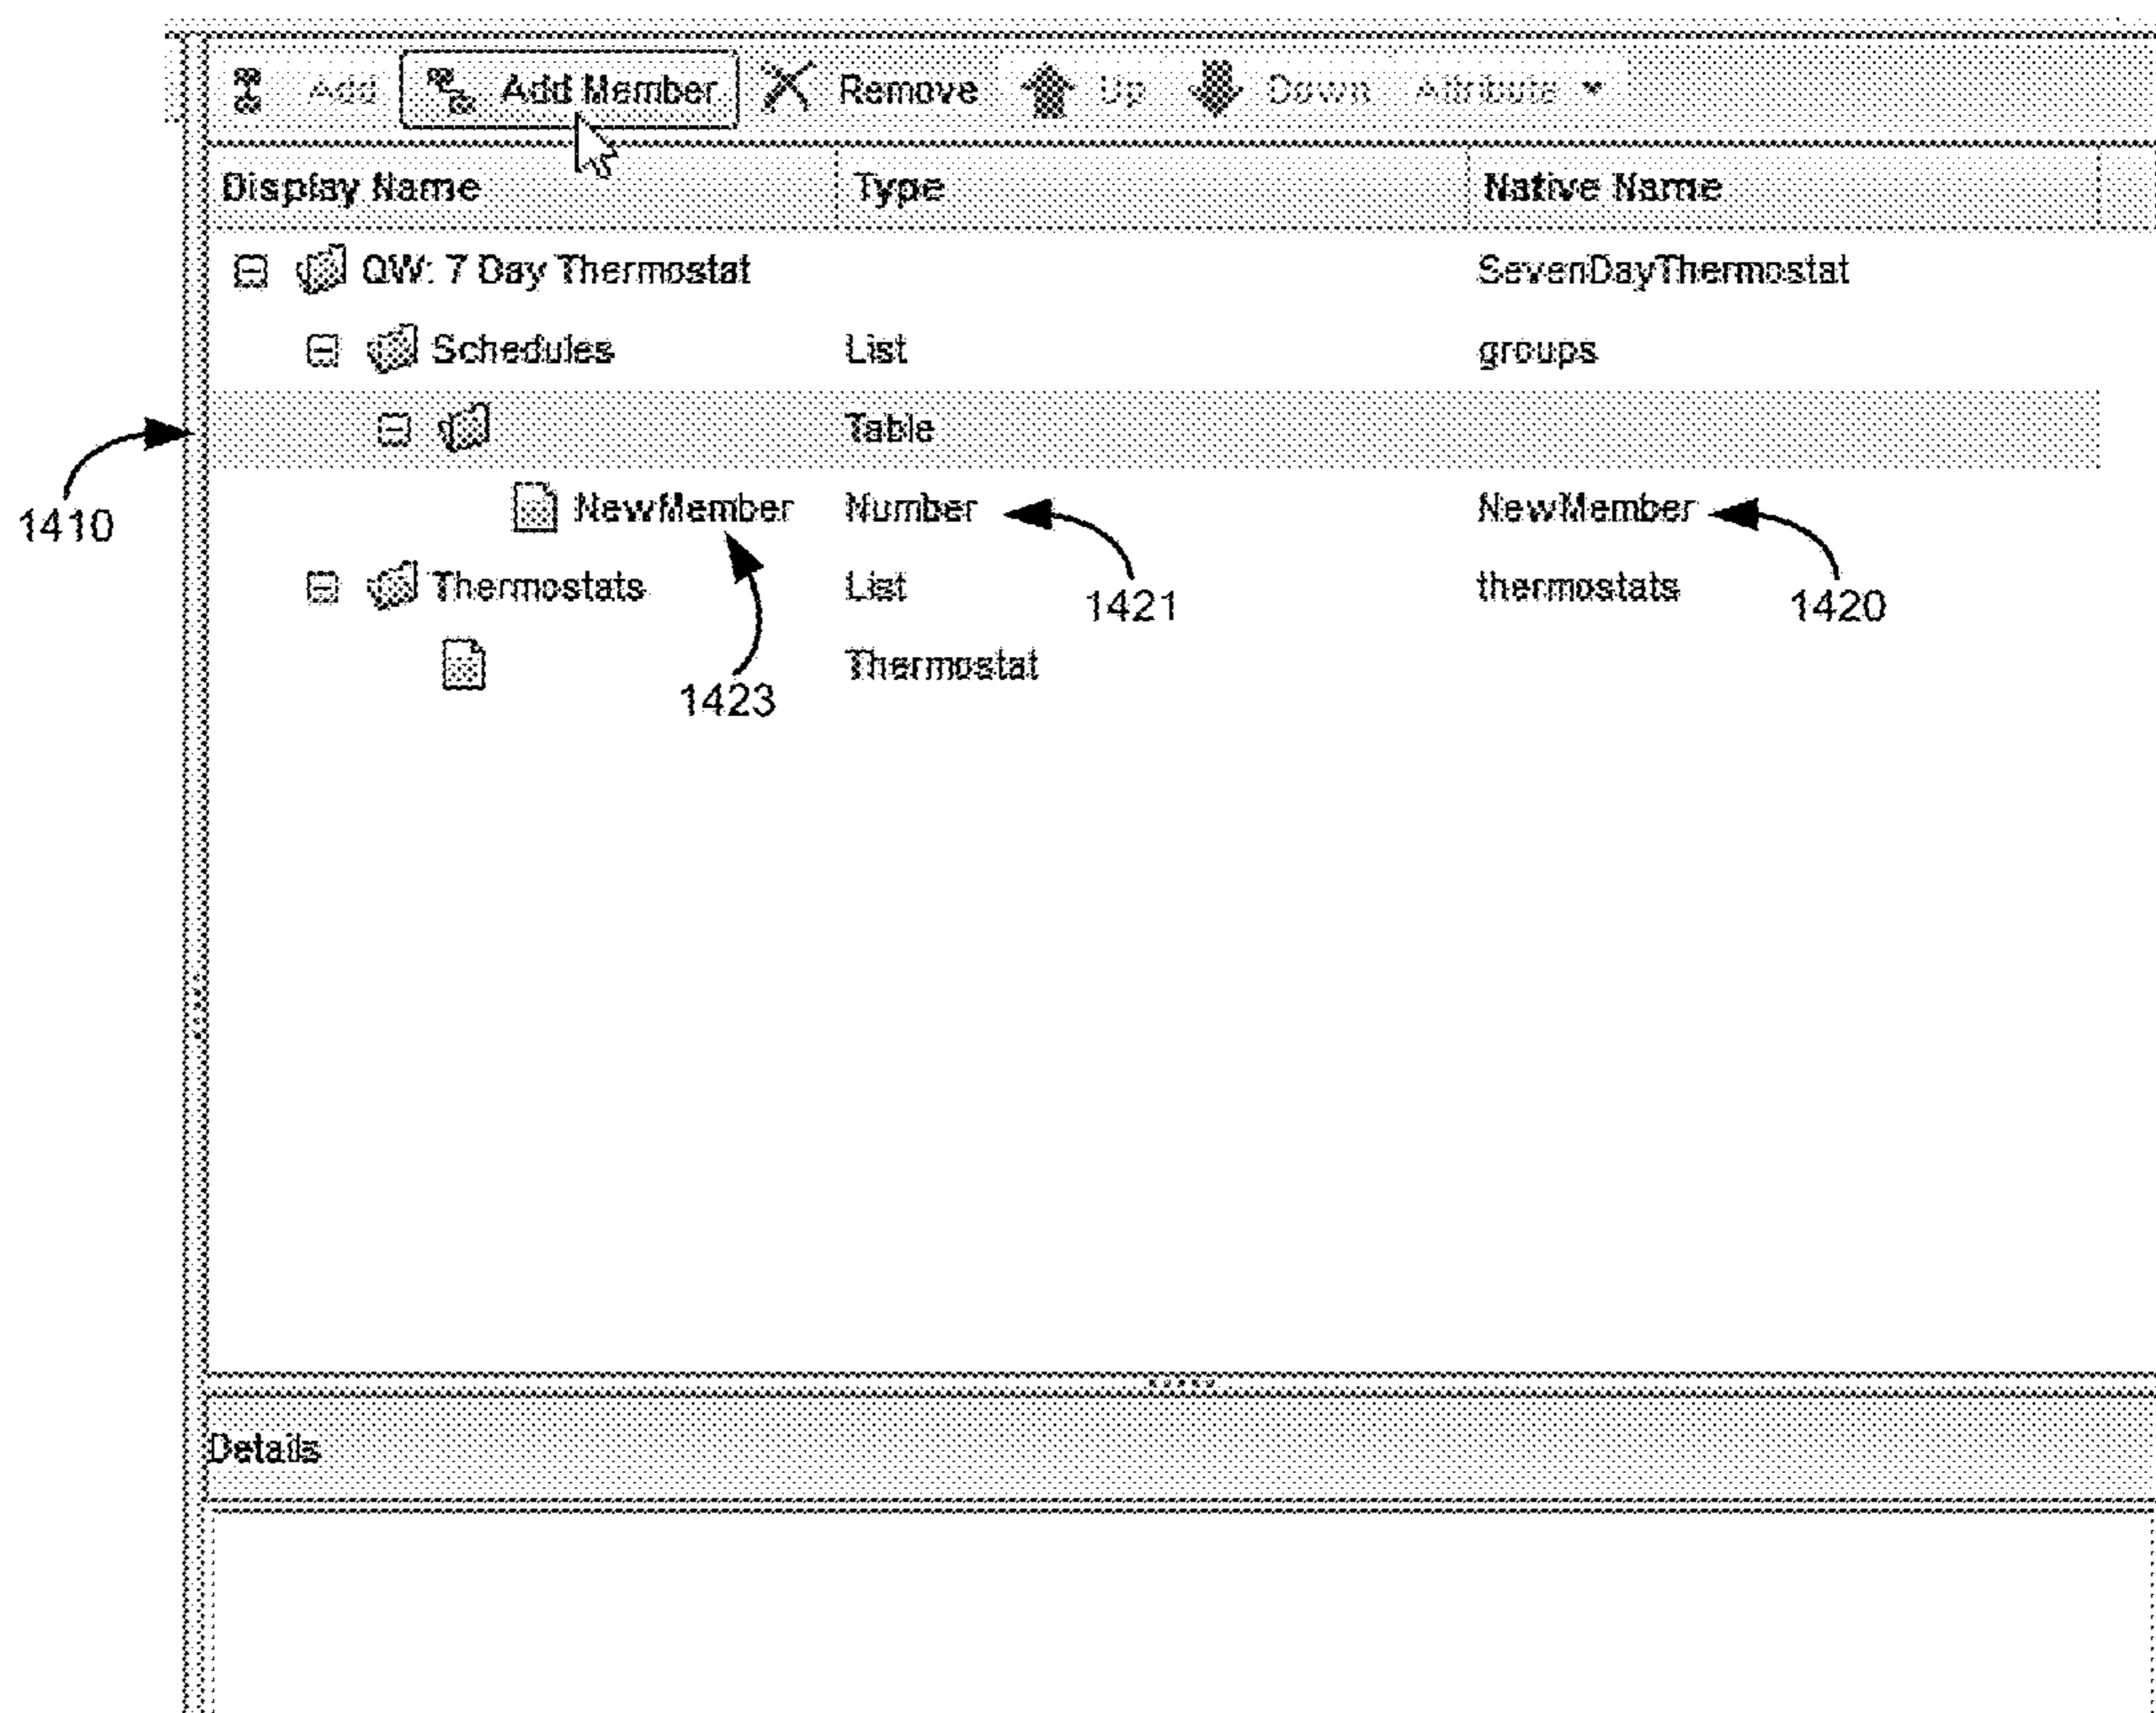 Add Add Member Remove Up Down Attribute
Display Name Type Native Name
QW: 7 Day Thermostat SevenDayThermostat
Schedules List groups
Table
NewMember Number NewMember
1410
Thermostats List thermostats
1421 1420
Thermostat
1423
Details